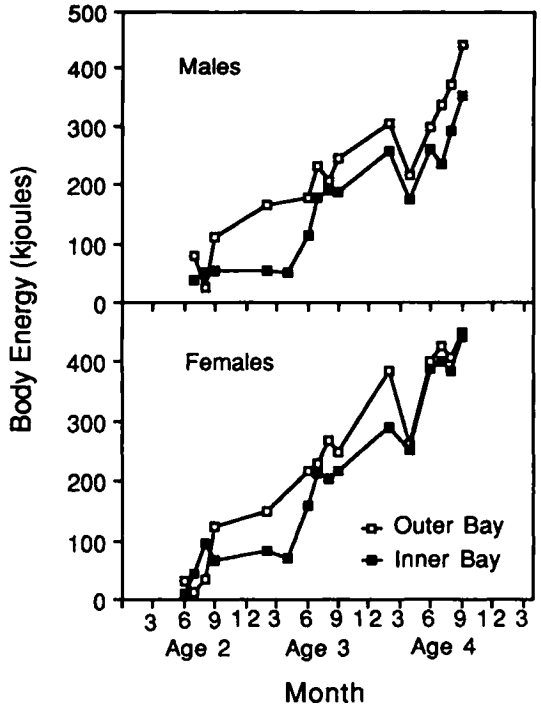 500
Males
400
300
200
100
0
Females
400
300
200
Outer Bay
100
Inner Bay
0
3 6 9 12 3 6 9 12 3 6 9 12 3
Age 2 Age 3 Age 4
Month
Body Energy (kjoules)